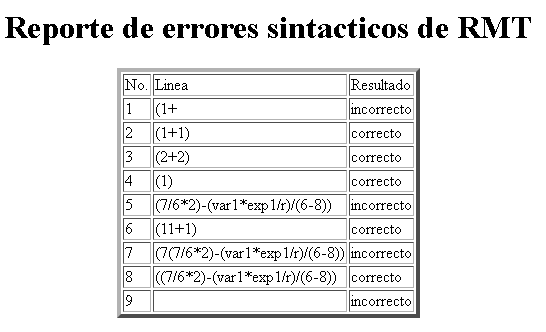 Reporte de errores sintacticos de RMT
No. Linea Resultado
1 (1+ incorrecto
2 (1+1) correcto
3 (2+2) correcto
4 (1) correcto
5 (7/6*2)-(var1*exp1/r)/(6-8)) incorrecto
6 (11+1) correcto
7 (7(7/6*2)-(var1*exp1/r)/(6-8)) incorrecto
8 ((7/6*2)-(var1*exp1/r)/(6-8)) correcto
9 incorrecto